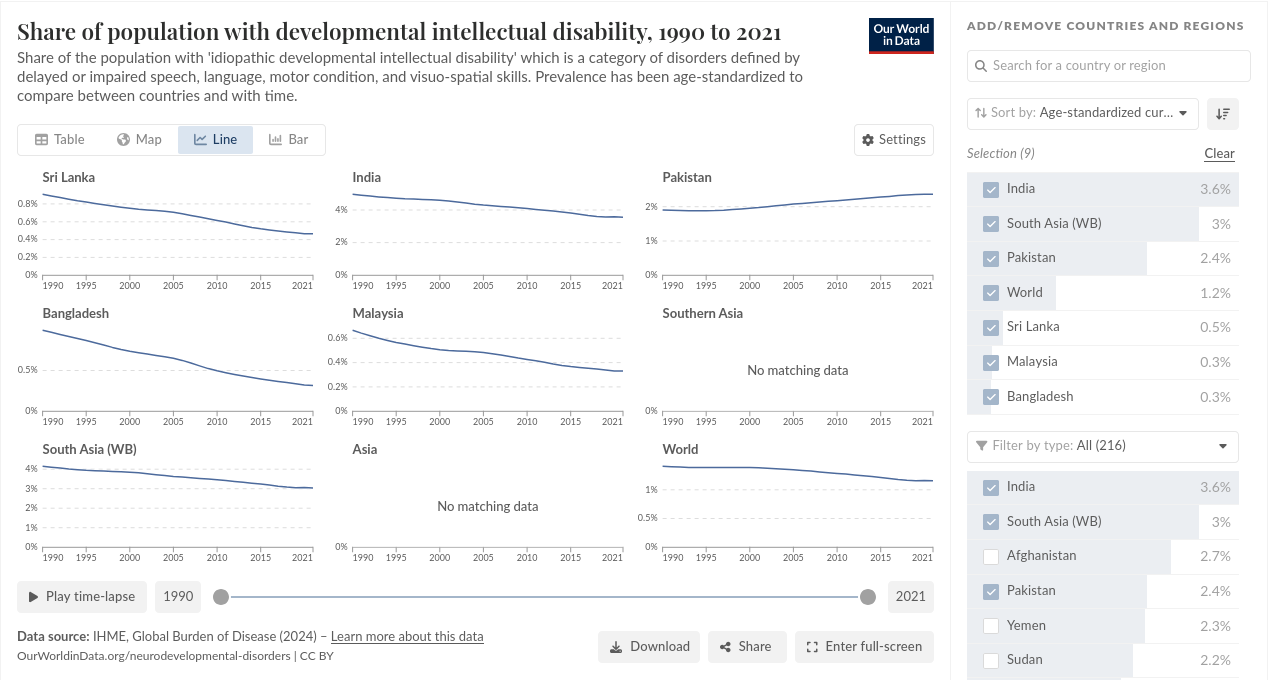 Share of population with developmental intellectual disability, 1990 to 2021
Our World
in Data
Share of the population with 'idiopathic developmental intellectual disability' which is a category of disorders defined by
delayed or impaired speech, language, motor condition, and visuo-spatial skills. Prevalence has been age-standardized to
compare between countries and with time.
Table Map Line Bar Settings
Sri Lanka
0.8%
0.6%
0.4%
0.2%
0%
1990 1995 2000 2005 2010 2015 2021
India
4%
2%
0%
1990 1995 2000 2005 2010 2015 2021
Pakistan
2%
1%
0%
1990 1995 2000 2005 2010 2015 2021
Bangladesh
0.5%
0%
1990 1995 2000 2005 2010 2015 2021
Malaysia
0.6%
0.4%
0.2%
0%
1990 1995 2000 2005 2010 2015 2021
Southern Asia
No matching data
0%
1990 1995 2000 2005 2010 2015 2021
South Asia (WB)
4%
3%
2%
1%
0%
1990 1995 2000 2005 2010 2015 2021
Asia
No matching data
0%
1990 1995 2000 2005 2010 2015 2021
World
1%
0.5%
0%
1990 1995 2000 2005 2010 2015 2021
Play time-lapse 1990 2021
Data source: IHME, Global Burden of Disease (2024) – Learn more about this data
OurWorldinData.org/neurodevelopmental-disorders | CC BY
Download Share Enter full-screen
ADD/REMOVE COUNTRIES AND REGIONS
Search for a country or region
Sort by: Age-standardized cur...
Selection (9) Clear
India 3.6%
South Asia (WB) 3%
Pakistan 2.4%
World 1.2%
Sri Lanka 0.5%
Malaysia 0.3%
Bangladesh 0.3%
Filter by type: All (216)
India 3.6%
South Asia (WB) 3%
Afghanistan 2.7%
Pakistan 2.4%
Yemen 2.3%
Sudan 2.2%